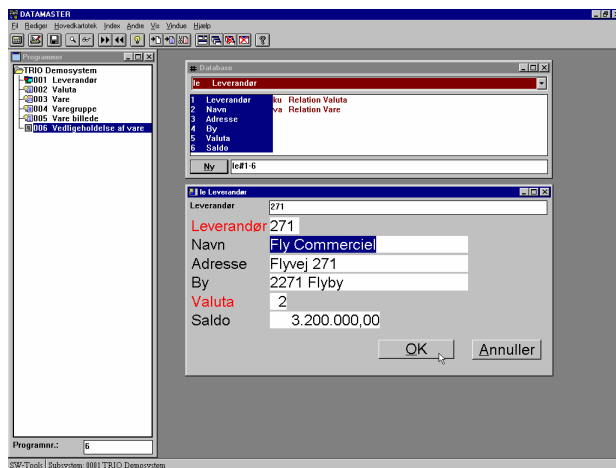 DATAMASTER
Fil Rediger Hovedkartotek Index Andre Vis Vindue Hjælp
Programmer
TRIO Demosystem
001 Leverandør
002 Valuta
003 Vare
004 Varegruppe
005 Vare billede
006 Vedligeholdelse af vare
Programnr.: 6
Database
le Leverandør
1 Leverandør ku Relation Valuta
2 Navn va Relation Vare
3 Adresse
4 By
5 Valuta
6 Saldo
Ny le#1-6
le Leverandør
Leverandør 271
Leverandør 271
Navn Fly Commerciel
Adresse Flyvej 271
By 2271 Flyby
Valuta 2
Saldo 3.200.000,00
OK Annuller
SW-Tools Subsystem: 0001 TRIO Demosystem